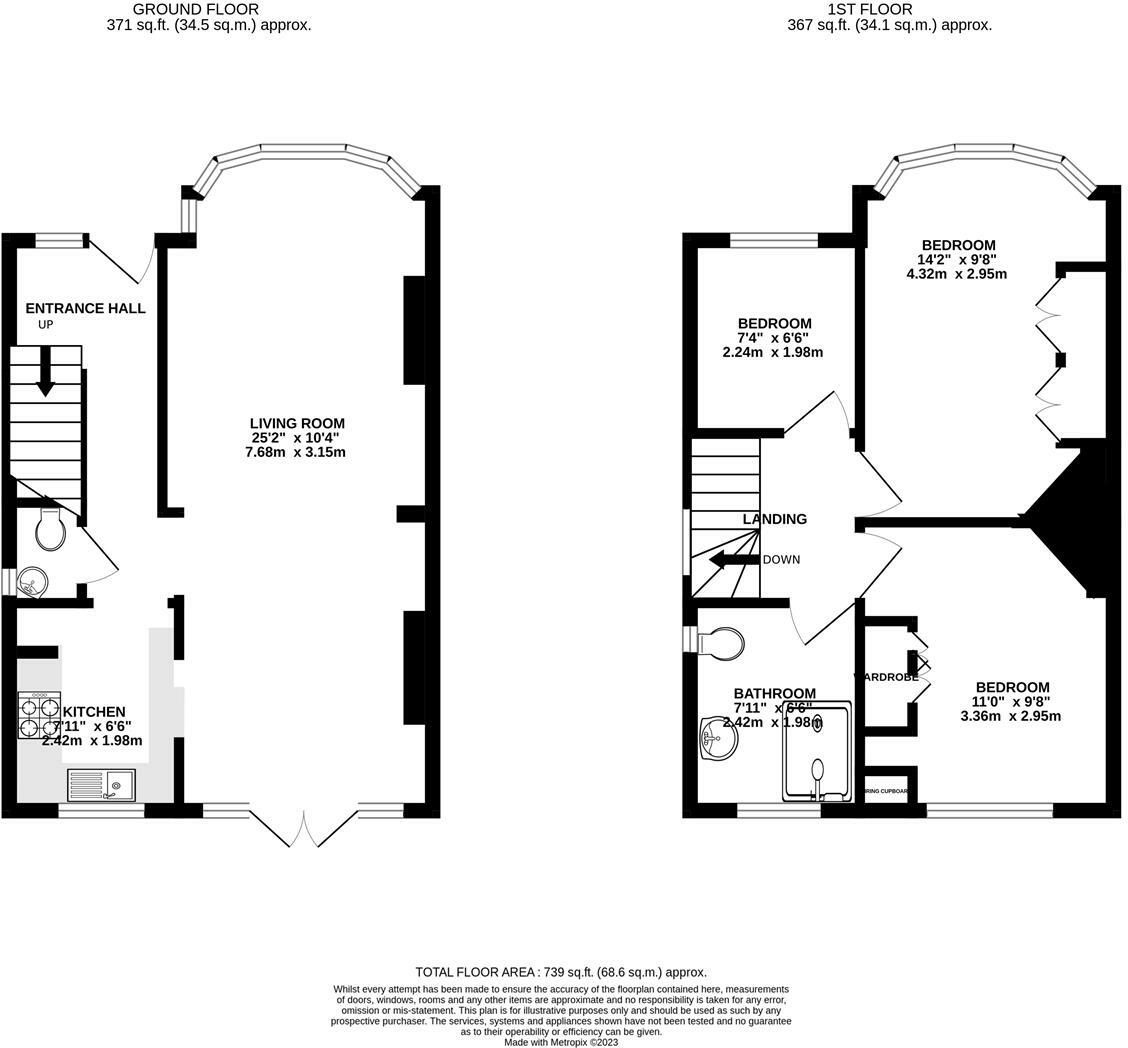 GROUND FLOOR
371 sq.ft. (34.5 sq.m.) approx.
1ST FLOOR
367 sq.ft. (34.1 sq.m.) approx.
ENTRANCE HALL
UP
LIVING ROOM
25'2" x 10'4"
7.68m x 3.15m
KITCHEN
7'11" x 6'6"
2.42m x 1.98m
BEDROOM
14'2" x 9'8"
4.32m x 2.95m
BEDROOM
7'4" x 6'6"
2.24m x 1.98m
LANDING
DOWN
BATHROOM
7'11" x 6'6"
2.42m x 1.98m
WARDROBE
BEDROOM
11'0" x 9'8"
3.36m x 2.95m
CUPBOARD
TOTAL FLOOR AREA : 739 sq.ft. (68.6 sq.m.) approx.
Whilst every attempt has been made to ensure the accuracy of the floorplan contained here, measurements
of doors, windows, rooms and any other items are approximate and no responsibility is taken for any error,
omission or mis-statement. This plan is for illustrative purposes only and should be used as such by any
prospective purchaser. The services, systems and appliances shown have not been tested and no guarantee
as to their operability or efficiency can be given.
Made with Metropix ©2023